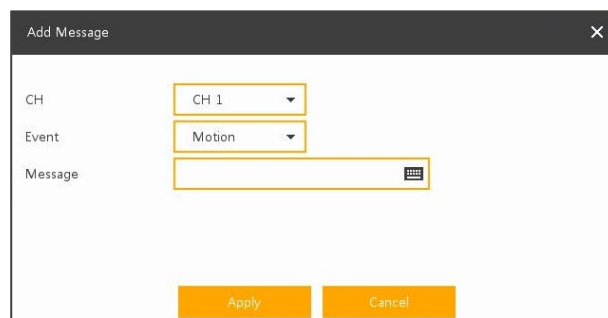 Add Message
CH CH 1
Event Motion
Message
Apply Cancel